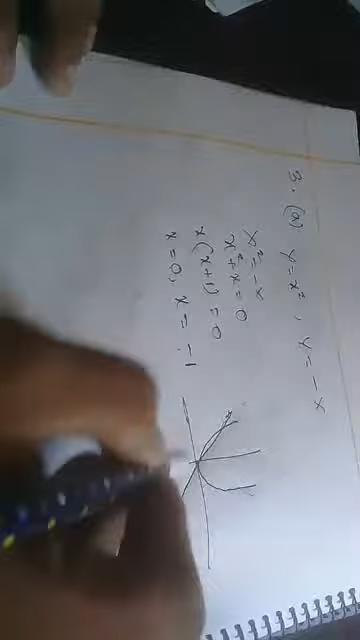 3. (a) y = x², y = -x
x² = -x
x² + x = 0
x(x+1) = 0
x = 0, x = -1